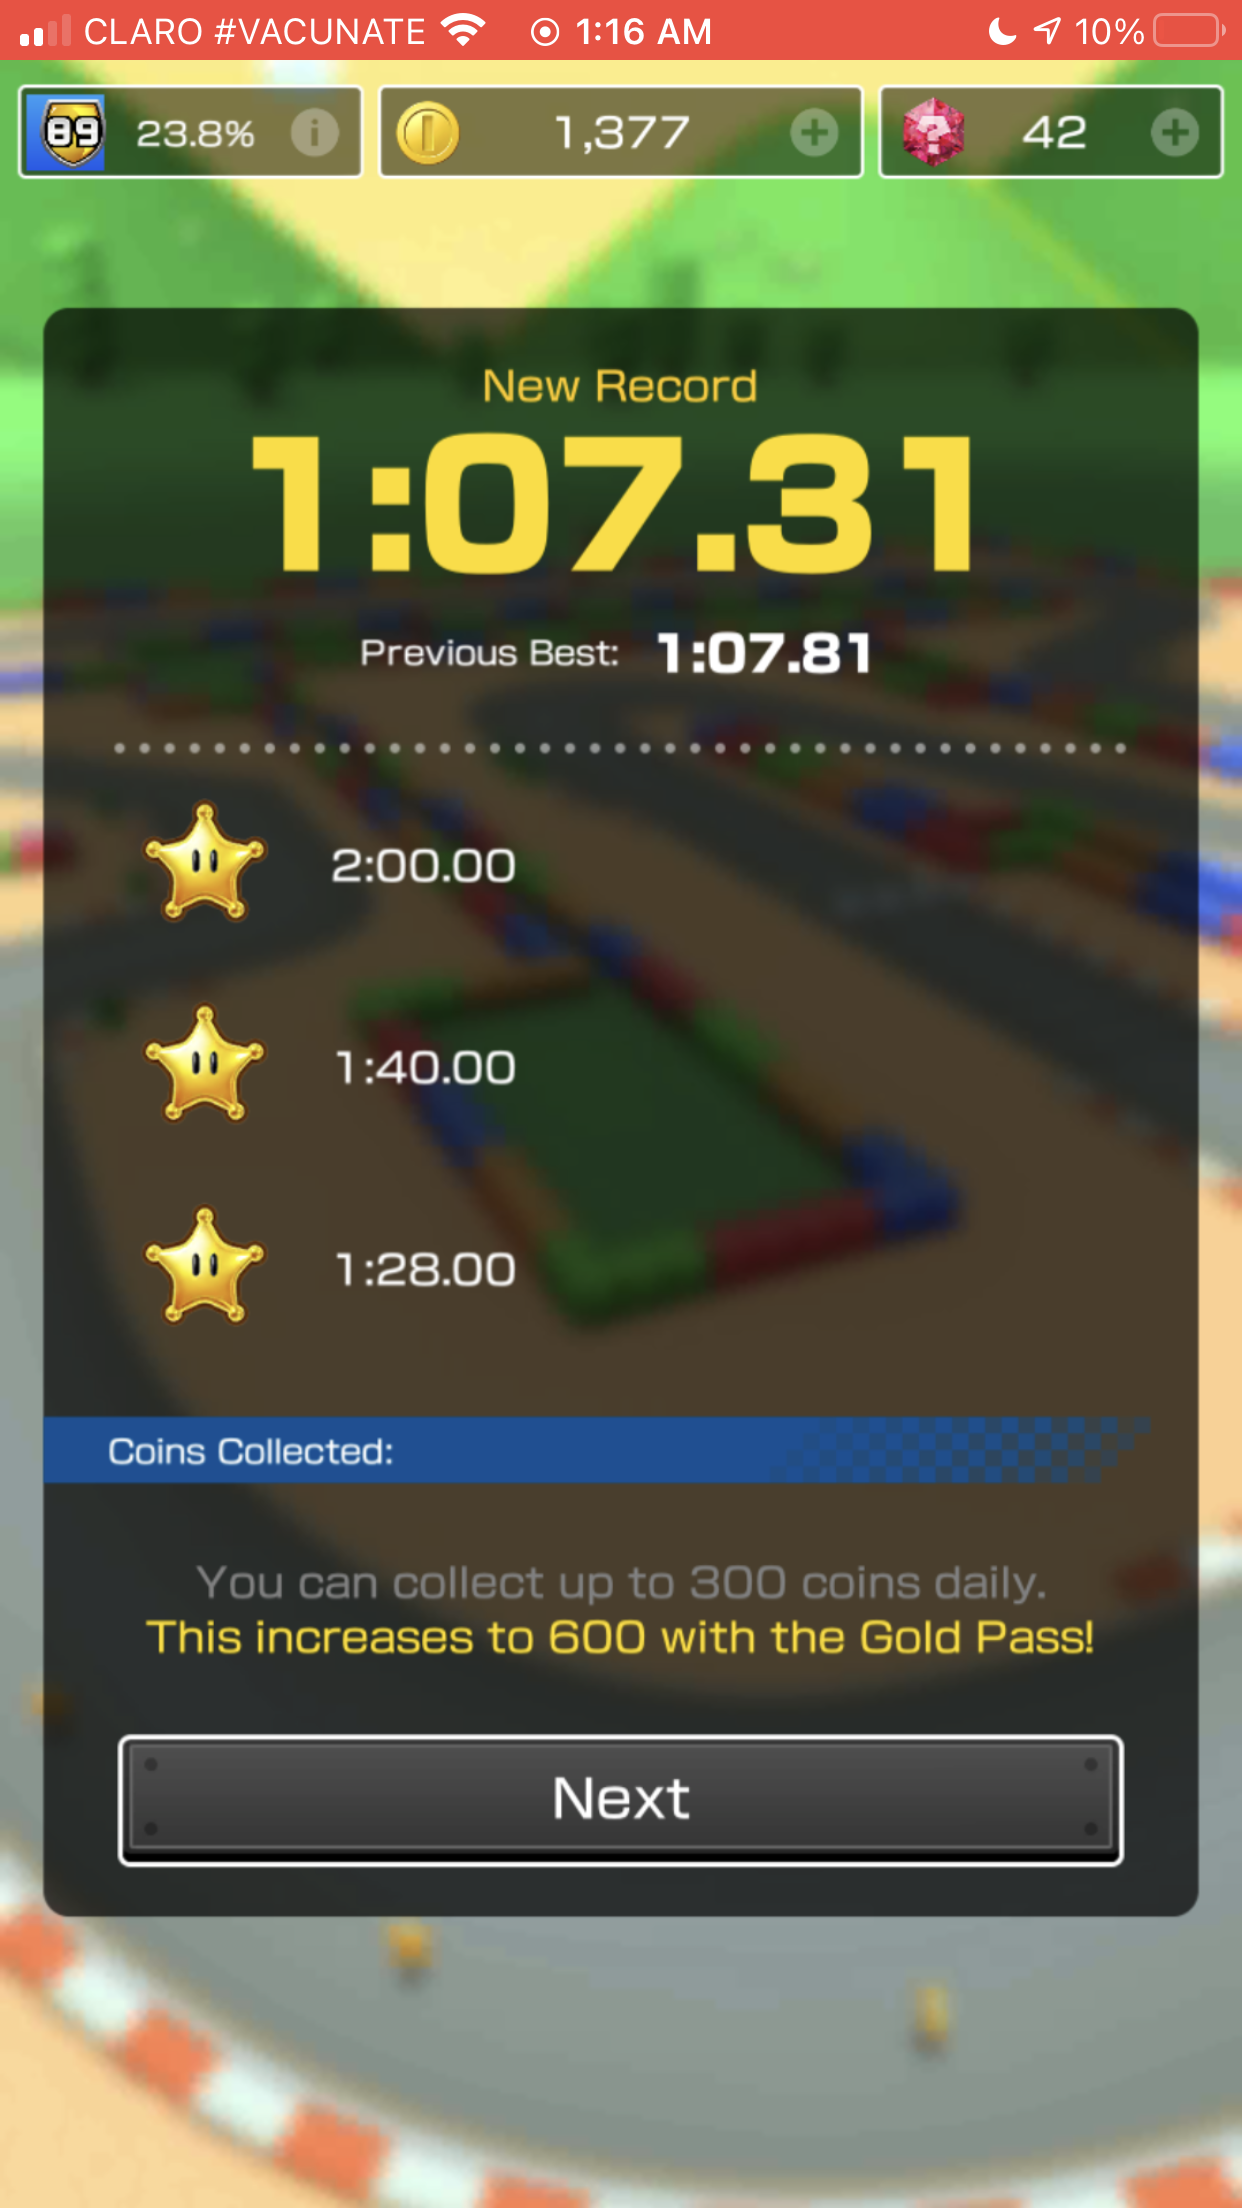 CLARO #VACUNATE 1:16 AM 10%
89 23.8% i 1,377 + ? 42 +
New Record
1:07.31
Previous Best: 1:07.81
2:00.00
1:40.00
1:28.00
Coins Collected:
You can collect up to 300 coins daily.
This increases to 600 with the Gold Pass!
Next